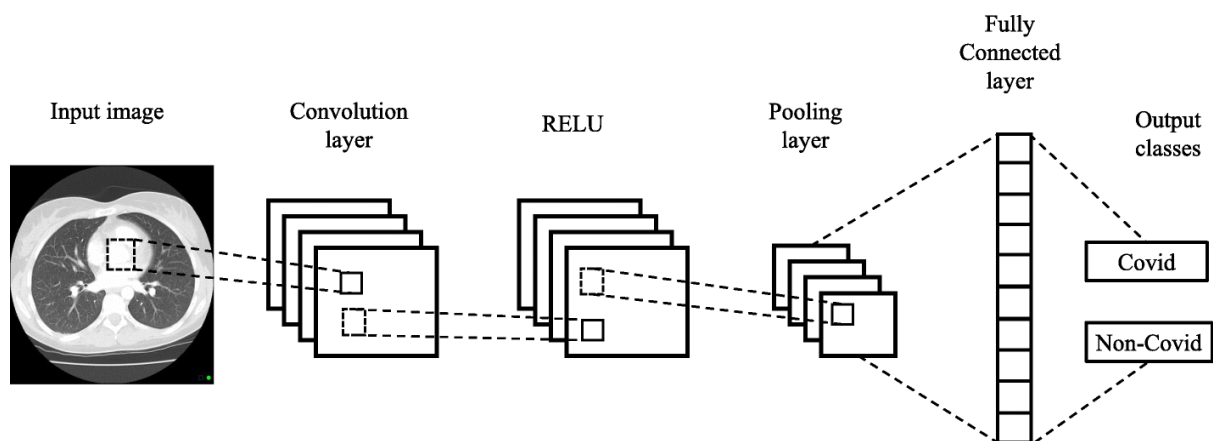 Input image
Convolution
layer
RELU
Pooling
layer
Fully
Connected
layer
Output
classes
Covid
Non-Covid